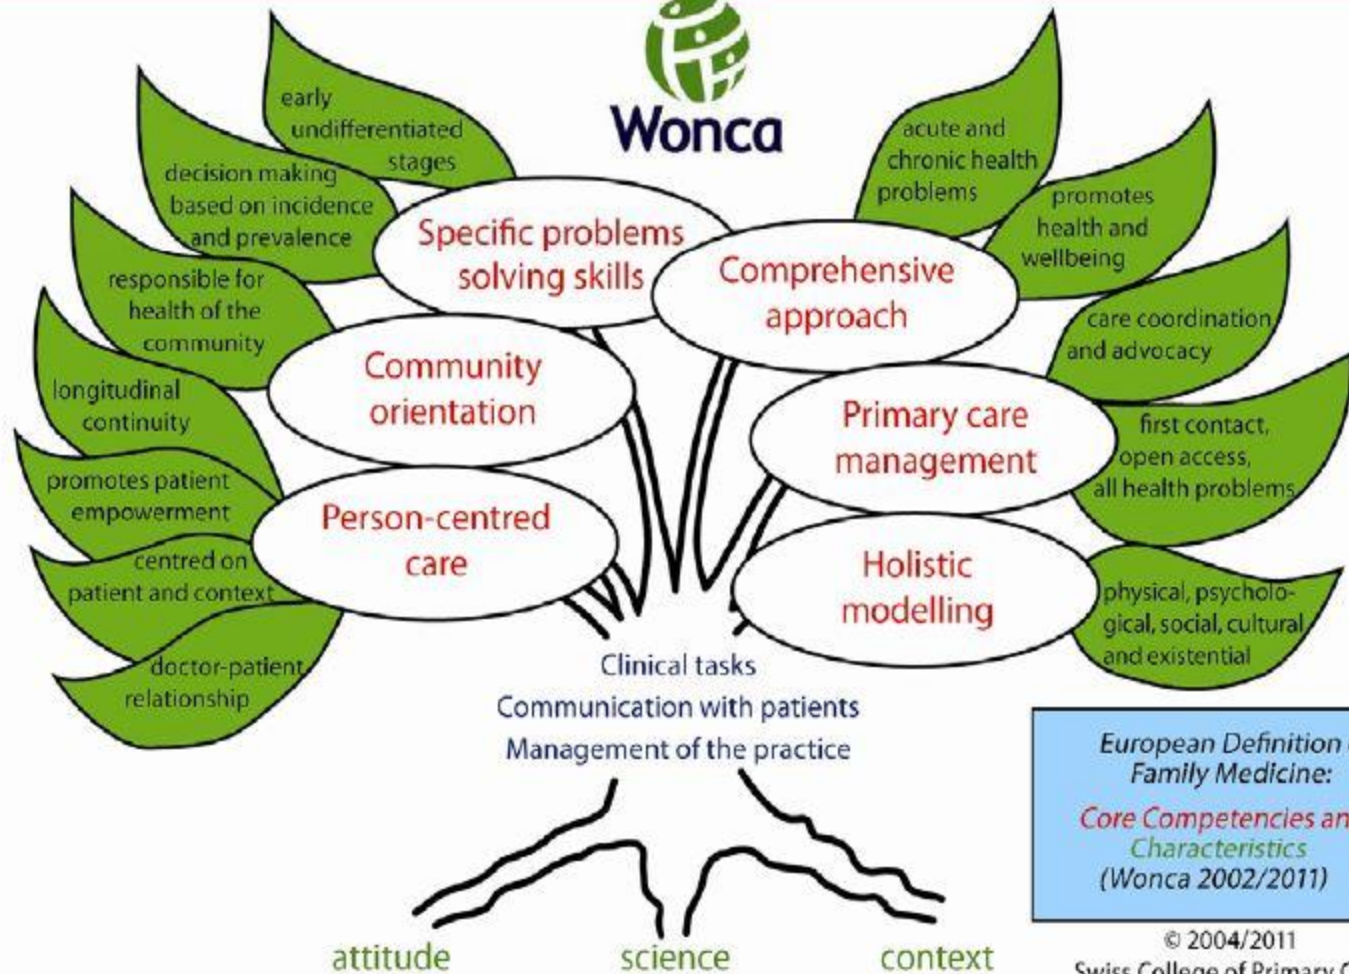 Wonca
early
undifferentiated
stages
decision making
based on incidence
and prevalence
responsible for
health of the
community
longitudinal
continuity
promotes patient
empowerment
centred on
patient and context
doctor-patient
relationship
Specific problems
solving skills
Community
orientation
Person-centred
care
Comprehensive
approach
Primary care
management
Holistic
modelling
acute and
chronic health
problems
promotes
health and
wellbeing
care coordination
and advocacy
first contact,
open access,
all health problems
physical, psycholo-
gical, social, cultural
and existential
Clinical tasks
Communication with patients
Management of the practice
attitude
science
context
European Definition
Family Medicine:
Core Competencies
Characteristics
(Wonca 2002/2011)
© 2004/2011
Swiss College of Primary